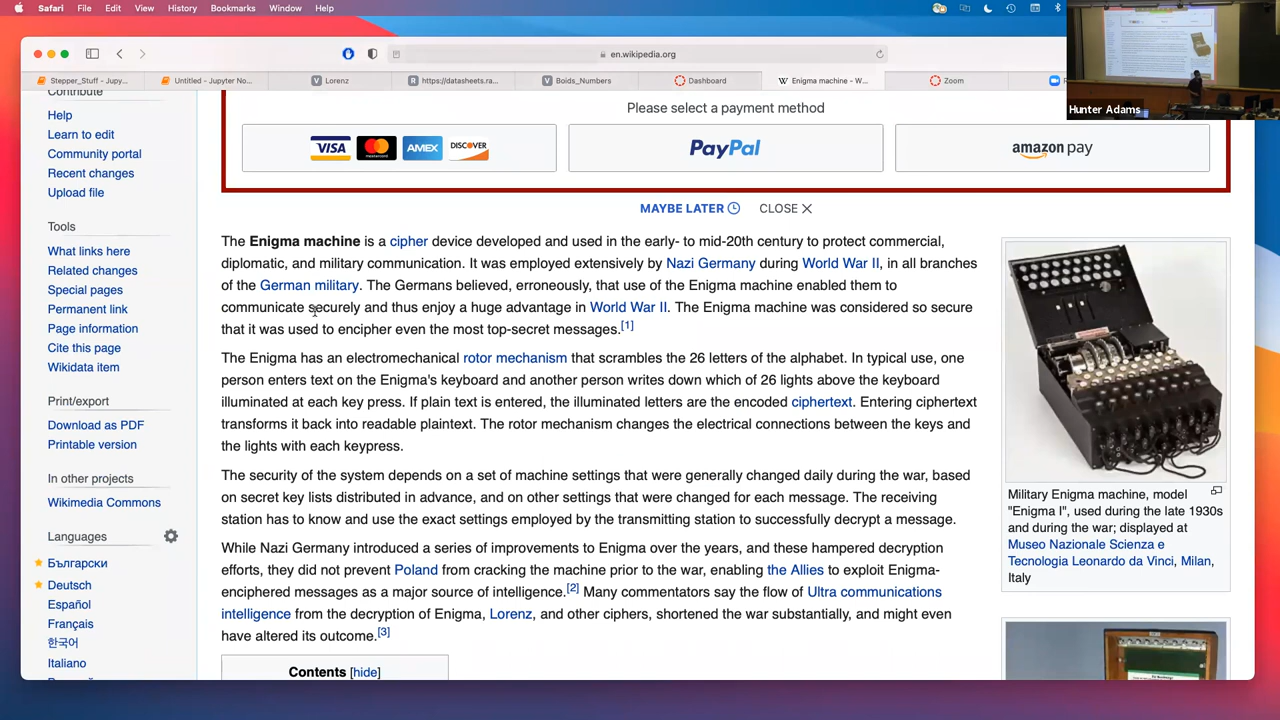 Safari File Edit View History Bookmarks Window Help
en.wikipedia.org
Stepper_Stuff - Jupy... Untitled - Jupyter No... Lorenz https://datasheets.ra... Boids_Numbers Dashboard Enigma machine - W... Zoom
Hunter Adams
Contribute
Help
Learn to edit
Community portal
Recent changes
Upload file
Tools
What links here
Related changes
Special pages
Permanent link
Page information
Cite this page
Wikidata item
Print/export
Download as PDF
Printable version
In other projects
Wikimedia Commons
Languages
Български
Deutsch
Español
Français
한국어
Italiano
Please select a payment method
VISA mastercard AMEX DISCOVER PayPal amazon pay
MAYBE LATER CLOSE
The Enigma machine is a cipher device developed and used in the early- to mid-20th century to protect commercial,
diplomatic, and military communication. It was employed extensively by Nazi Germany during World War II, in all branches
of the German military. The Germans believed, erroneously, that use of the Enigma machine enabled them to
communicate securely and thus enjoy a huge advantage in World War II. The Enigma machine was considered so secure
that it was used to encipher even the most top-secret messages.[1]
The Enigma has an electromechanical rotor mechanism that scrambles the 26 letters of the alphabet. In typical use, one
person enters text on the Enigma's keyboard and another person writes down which of 26 lights above the keyboard
illuminated at each key press. If plain text is entered, the illuminated letters are the encoded ciphertext. Entering ciphertext
transforms it back into readable plaintext. The rotor mechanism changes the electrical connections between the keys and
the lights with each keypress.
The security of the system depends on a set of machine settings that were generally changed daily during the war, based
on secret key lists distributed in advance, and on other settings that were changed for each message. The receiving
station has to know and use the exact settings employed by the transmitting station to successfully decrypt a message.
While Nazi Germany introduced a series of improvements to Enigma over the years, and these hampered decryption
efforts, they did not prevent Poland from cracking the machine prior to the war, enabling the Allies to exploit Enigma-
enciphered messages as a major source of intelligence.[2] Many commentators say the flow of Ultra communications
intelligence from the decryption of Enigma, Lorenz, and other ciphers, shortened the war substantially, and might even
have altered its outcome.[3]
Contents [hide]
Military Enigma machine, model
"Enigma I", used during the late 1930s
and during the war; displayed at
Museo Nazionale Scienza e
Tecnologia Leonardo da Vinci, Milan,
Italy